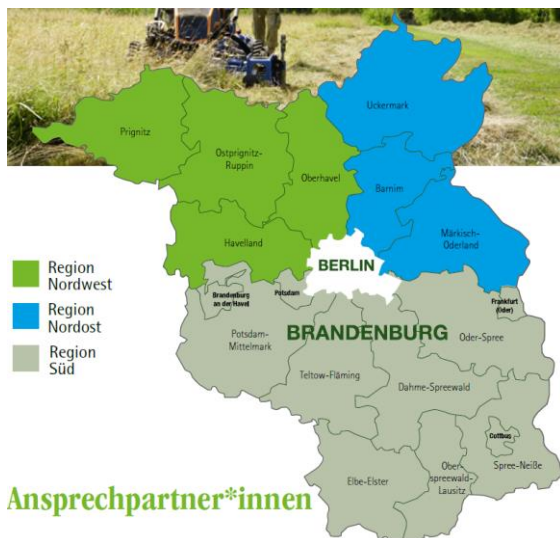 Uckermark
Prignitz
Ostprignitz-
Ruppin
Oberhavel
Barnim
Havelland
Märkisch-
Oderland
BERLIN
Region
Nordwest
Region
Nordost
Region
Süd
Brandenburg
an der Havel
Potsdam
Frankfurt
(Oder)
BRANDENBURG
Potsdam-
Mittelmark
Oder-Spree
Teltow-Fläming
Dahme-Spreewald
Cottbus
Spree-Neiße
Elbe-Elster
Ober-
spreewald-
Lausitz
Ansprechpartner*innen